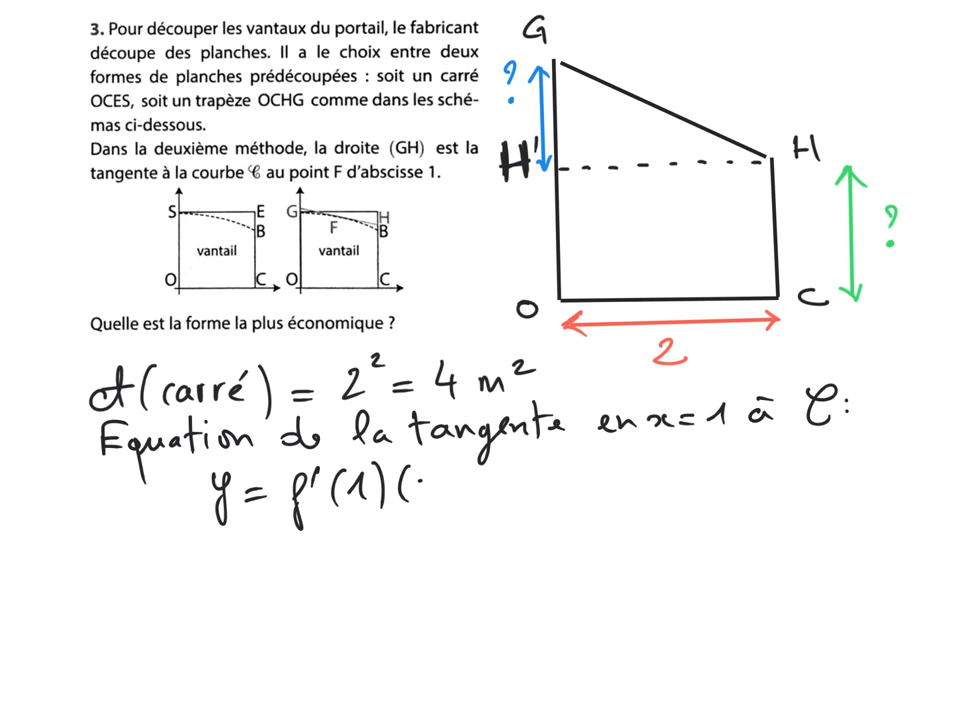 3. Pour découper les vantaux du portail, le fabricant
découpe des planches. Il a le choix entre deux
formes de planches prédécoupées : soit un carré
OCES, soit un trapèze OCHG comme dans les sché-
mas ci-dessous.
Dans la deuxième méthode, la droite (GH) est la
tangente à la courbe 𝒞 au point F d'abscisse 1.
S E B vantail O C
G H F B vantail O C
Quelle est la forme la plus économique ?
G
?
H' H
?
O C
2
𝒜(carré) = 2² = 4 m²
Equation de la tangente en x = 1 à 𝒞 :
y = f'(1)(